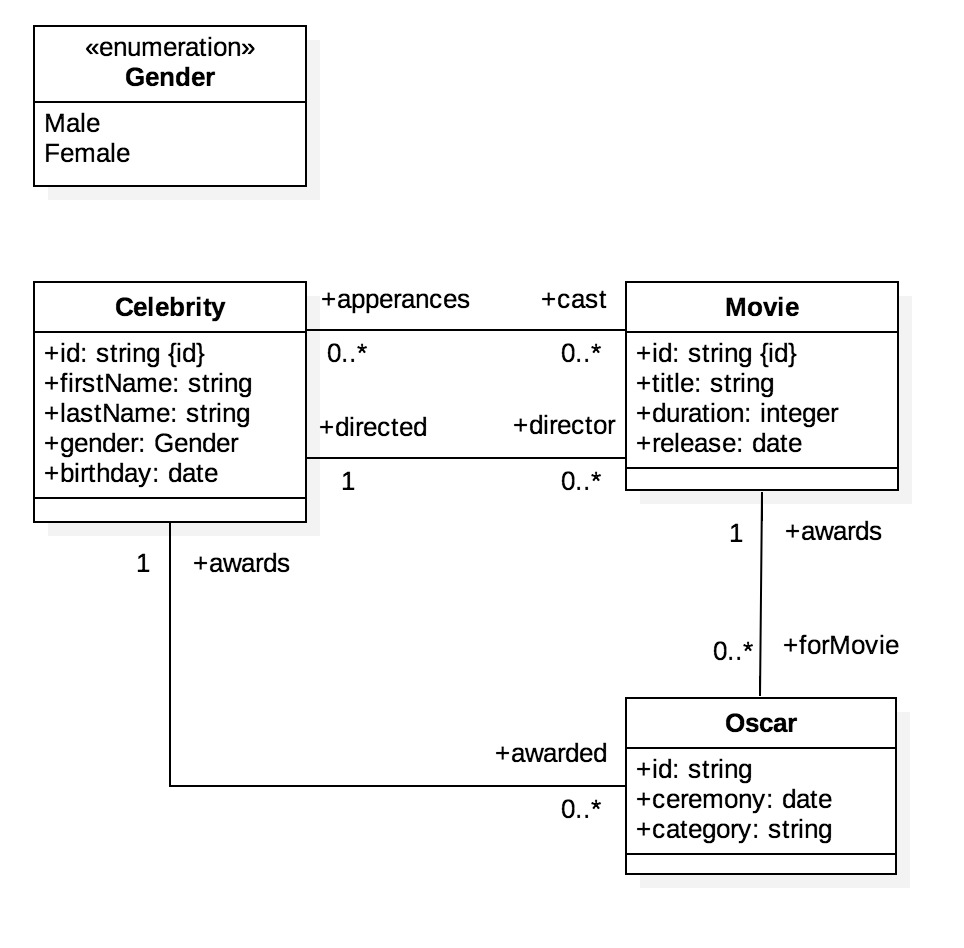 «enumeration»
Gender
Male
Female
Celebrity
+id: string {id}
+firstName: string
+lastName: string
+gender: Gender
+birthday: date
+apperances
+cast
0..*
0..*
+directed
+director
1
0..*
Movie
+id: string {id}
+title: string
+duration: integer
+release: date
1
+awards
1
+awards
0..*
+forMovie
+awarded
0..*
Oscar
+id: string
+ceremony: date
+category: string